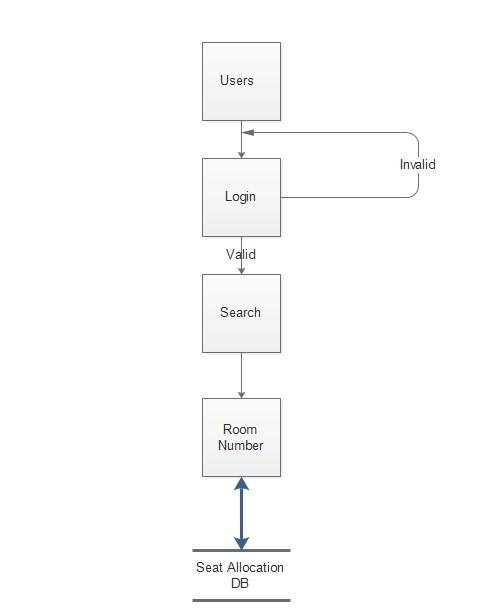 Users
Invalid
Login
Valid
Search
Room
Number
Seat Allocation
DB